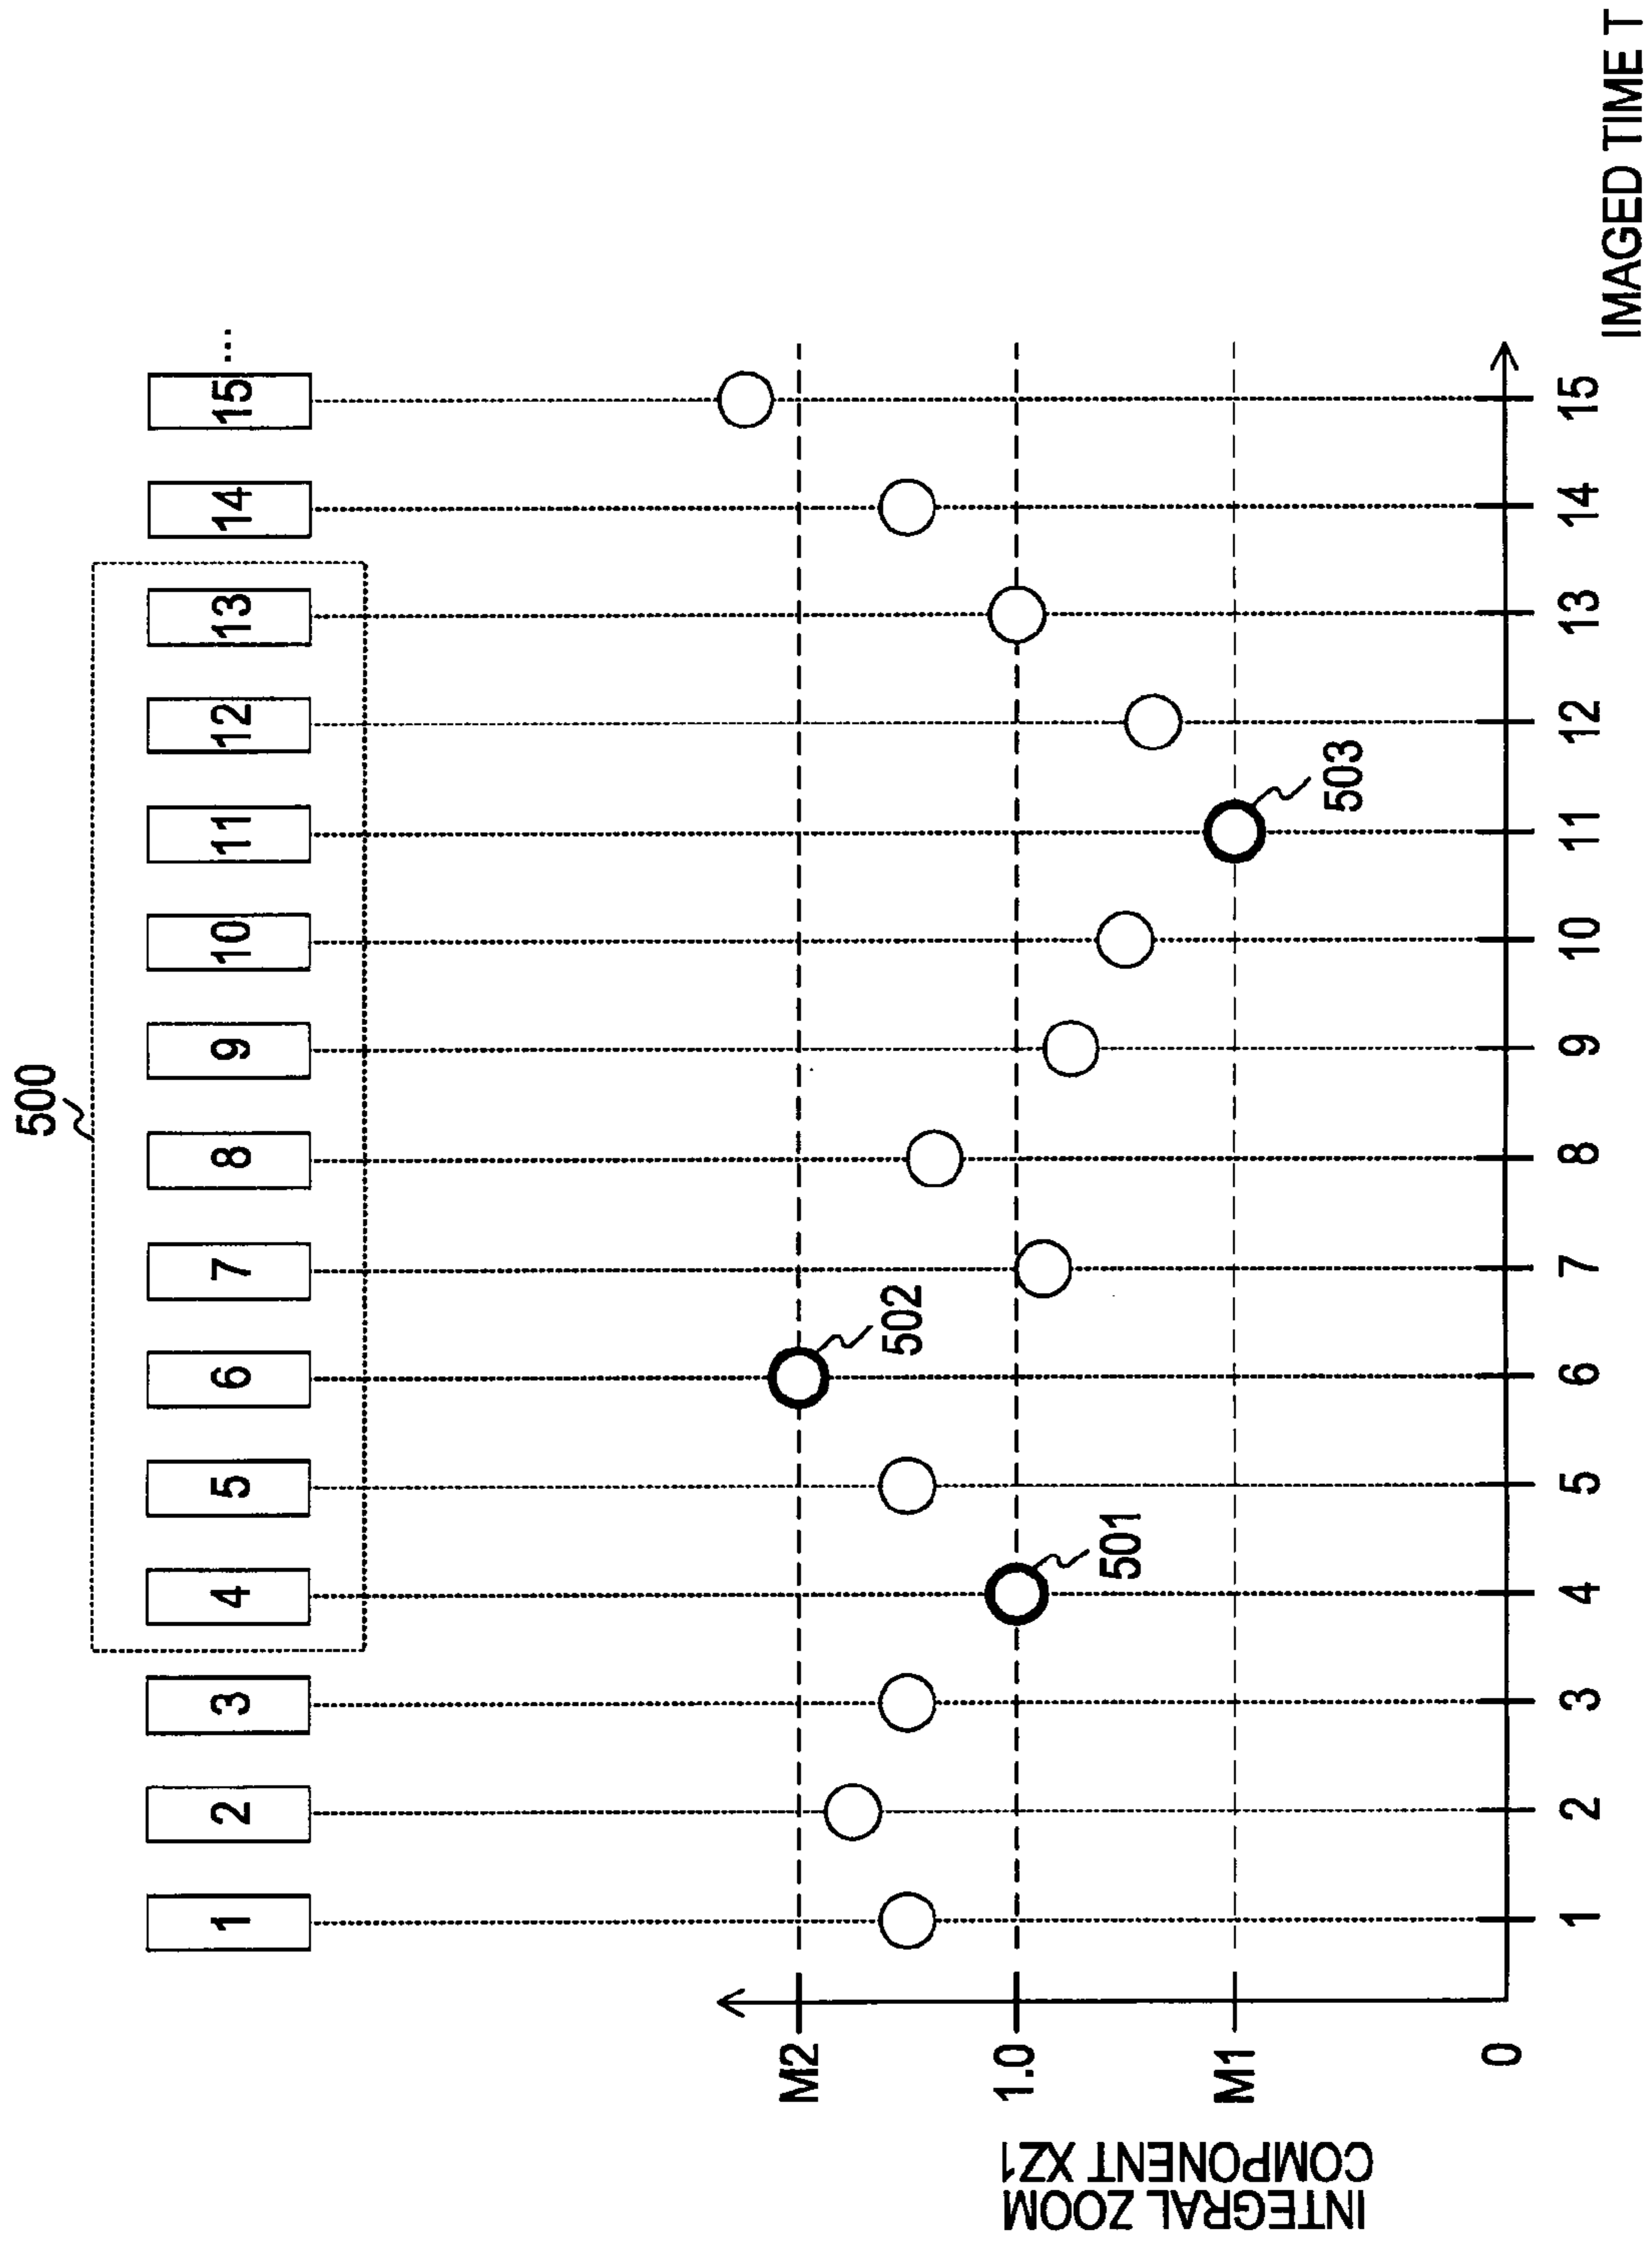 500
1 2 3 4 5 6 7 8 9 10 11 12 13 14 15 ...
M2
502
1.0
501
M1
503
0
1 2 3 4 5 6 7 8 9 10 11 12 13 14 15
INTEGRAL ZOOM
COMPONENT XZ1
IMAGED TIME T